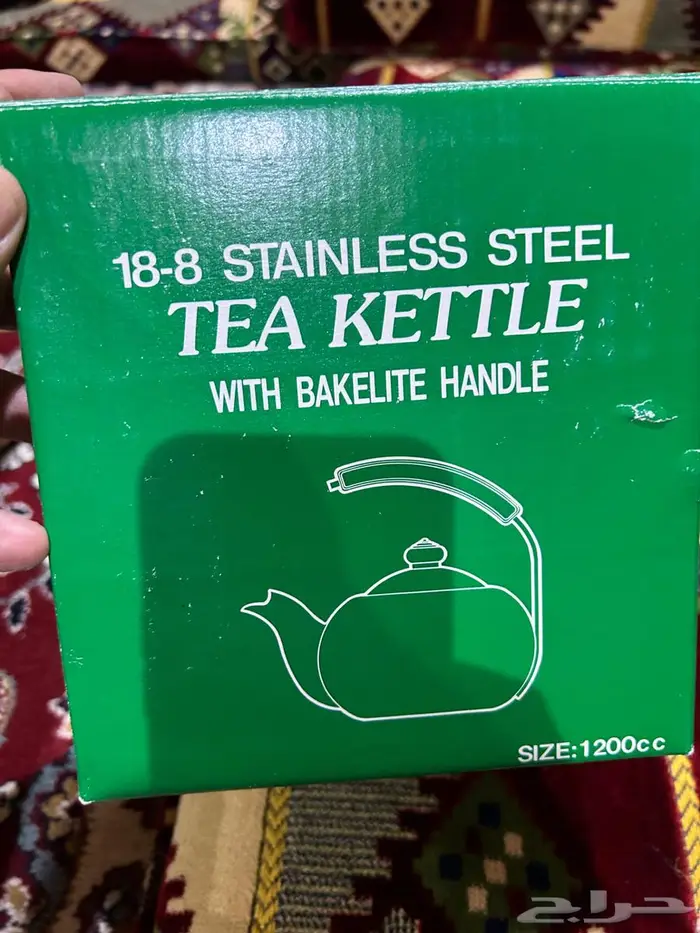 18-8 STAINLESS STEEL
TEA KETTLE
WITH BAKELITE HANDLE
SIZE:1200cc
حراج